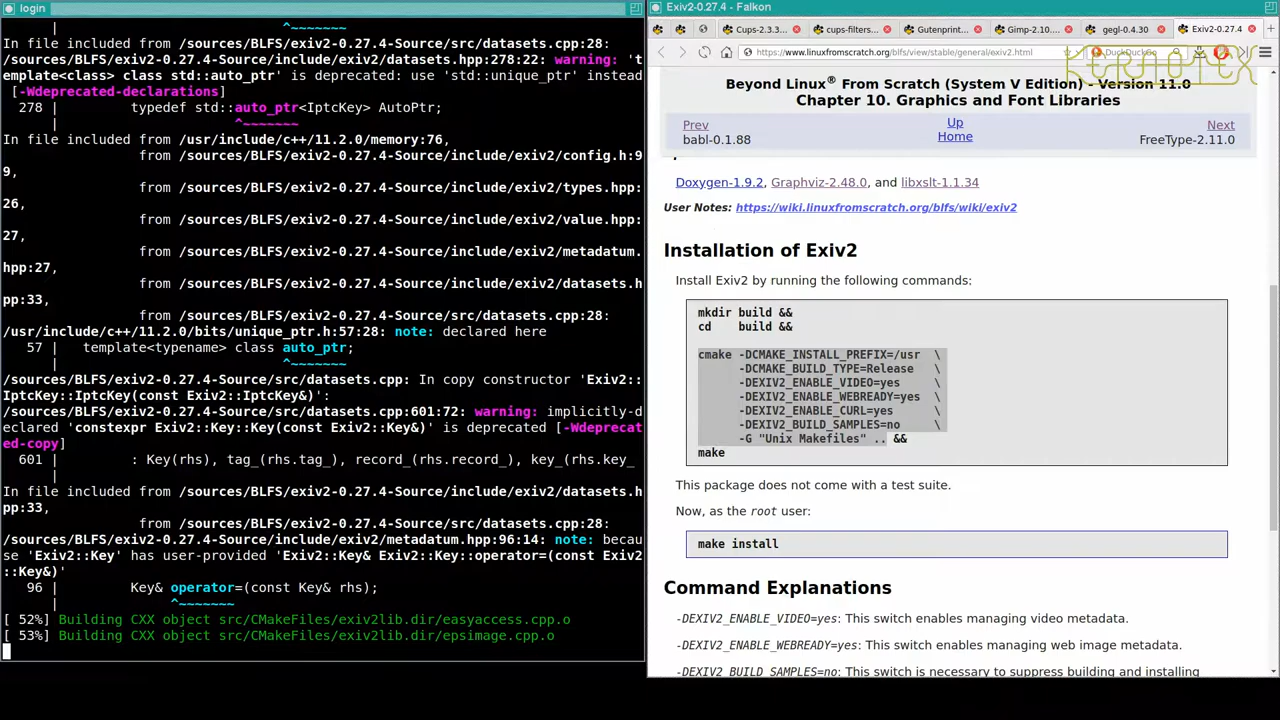 login
^~~~~~~~
In file included from /sources/BLFS/exiv2-0.27.4-Source/src/datasets.cpp:28:
/sources/BLFS/exiv2-0.27.4-Source/include/exiv2/datasets.hpp:278:22: warning: 't
emplate<class> class std::auto_ptr' is deprecated: use 'std::unique_ptr' instead
[-Wdeprecated-declarations]
278 |         typedef std::auto_ptr<IptcKey> AutoPtr;
|                      ^~~~~~~~
In file included from /usr/include/c++/11.2.0/memory:76,
from /sources/BLFS/exiv2-0.27.4-Source/include/exiv2/config.h:9
9,
from /sources/BLFS/exiv2-0.27.4-Source/include/exiv2/types.hpp:
26,
from /sources/BLFS/exiv2-0.27.4-Source/include/exiv2/value.hpp:
27,
from /sources/BLFS/exiv2-0.27.4-Source/include/exiv2/metadatum.
hpp:27,
from /sources/BLFS/exiv2-0.27.4-Source/include/exiv2/datasets.h
pp:33,
from /sources/BLFS/exiv2-0.27.4-Source/src/datasets.cpp:28:
/usr/include/c++/11.2.0/bits/unique_ptr.h:57:28: note: declared here
57 |   template<typename> class auto_ptr;
|                            ^~~~~~~~
/sources/BLFS/exiv2-0.27.4-Source/src/datasets.cpp: In copy constructor 'Exiv2::
IptcKey::IptcKey(const Exiv2::IptcKey&)':
/sources/BLFS/exiv2-0.27.4-Source/src/datasets.cpp:601:72: warning: implicitly-d
eclared 'constexpr Exiv2::Key::Key(const Exiv2::Key&)' is deprecated [-Wdeprecat
ed-copy]
601 |         : Key(rhs), tag_(rhs.tag_), record_(rhs.record_), key_(rhs.key_
|
In file included from /sources/BLFS/exiv2-0.27.4-Source/include/exiv2/datasets.h
pp:33,
from /sources/BLFS/exiv2-0.27.4-Source/src/datasets.cpp:28:
/sources/BLFS/exiv2-0.27.4-Source/include/exiv2/metadatum.hpp:96:14: note: becau
se 'Exiv2::Key' has user-provided 'Exiv2::Key& Exiv2::Key::operator=(const Exiv2
::Key&)'
96 |         Key& operator=(const Key& rhs);
|              ^~~~~~~~
[ 52%] Building CXX object src/CMakeFiles/exiv2lib.dir/easyaccess.cpp.o
[ 53%] Building CXX object src/CMakeFiles/exiv2lib.dir/epsimage.cpp.o
Exiv2-0.27.4 - Falkon
Cups-2.3.3... cups-filters... Gutenprint... Gimp-2.10.... gegl-0.4.30 Exiv2-0.27.4
https://www.linuxfromscratch.org/blfs/view/stable/general/exiv2.html DuckDuckGo
KERNOTEX
Beyond Linux® From Scratch (System V Edition) - Version 11.0
Chapter 10. Graphics and Font Libraries
Prev Up Next
babl-0.1.88 Home FreeType-2.11.0
Doxygen-1.9.2, Graphviz-2.48.0, and libxslt-1.1.34
User Notes: https://wiki.linuxfromscratch.org/blfs/wiki/exiv2
Installation of Exiv2
Install Exiv2 by running the following commands:
mkdir build &&
cd    build &&
cmake -DCMAKE_INSTALL_PREFIX=/usr  \
-DCMAKE_BUILD_TYPE=Release   \
-DEXIV2_ENABLE_VIDEO=yes     \
-DEXIV2_ENABLE_WEBREADY=yes  \
-DEXIV2_ENABLE_CURL=yes      \
-DEXIV2_BUILD_SAMPLES=no     \
-G "Unix Makefiles" .. &&
make
This package does not come with a test suite.
Now, as the root user:
make install
Command Explanations
-DEXIV2_ENABLE_VIDEO=yes: This switch enables managing video metadata.
-DEXIV2_ENABLE_WEBREADY=yes: This switch enables managing web image metadata.
-DEXIV2_BUILD_SAMPLES=no: This switch is necessary to suppress building and installing